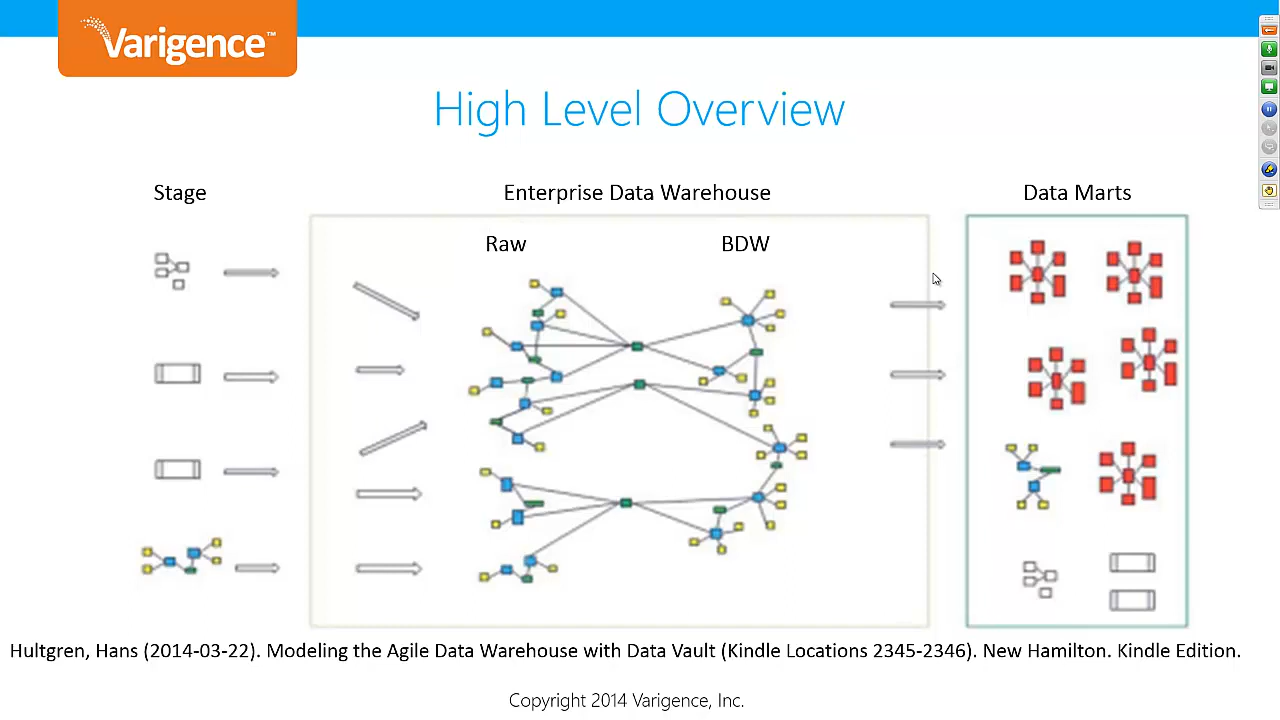 Varigence™
High Level Overview
Stage
Enterprise Data Warehouse
Data Marts
Raw
BDW
Hultgren, Hans (2014-03-22). Modeling the Agile Data Warehouse with Data Vault (Kindle Locations 2345-2346). New Hamilton. Kindle Edition.
Copyright 2014 Varigence, Inc.